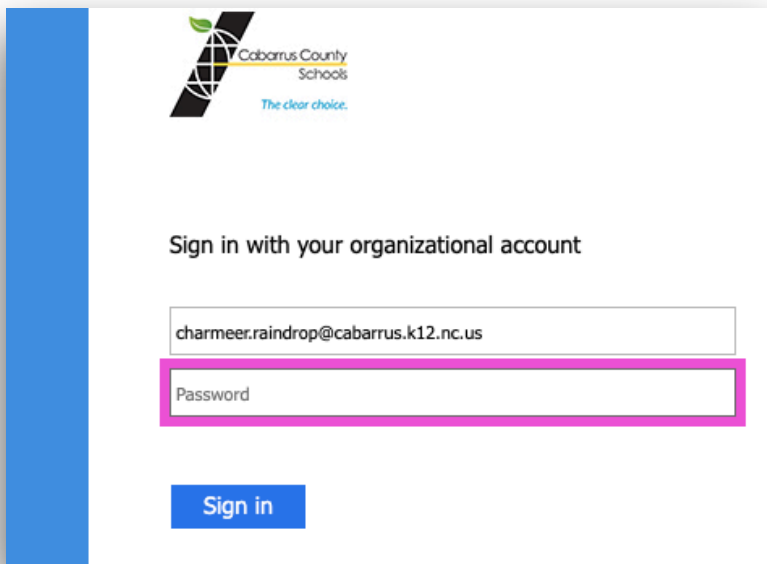 Cabarrus County
Schools
The clear choice.
Sign in with your organizational account
charmeer.raindrop@cabarrus.k12.nc.us
Password
Sign in